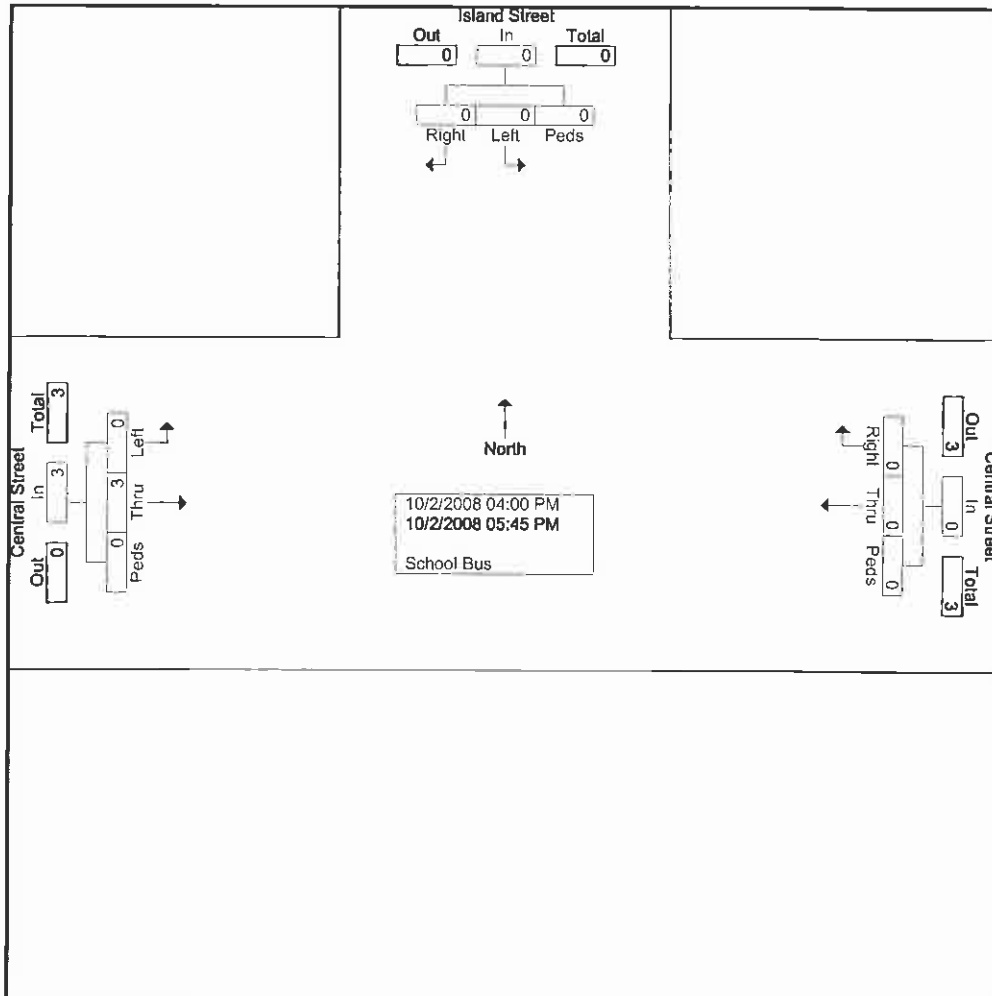 Island Street
Out In Total
0 0 0
0 0 0
Right Left Peds
Central Street
Total In Out
3 3 0
0 3 0
Left Thru Peds
North
10/2/2008 04:00 PM
10/2/2008 05:45 PM
School Bus
Right Thru Peds
0 0 0
Out In Total
3 0 3
Central Street